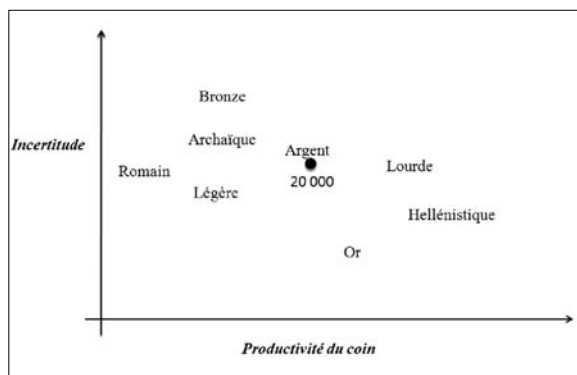 Bronze
Archaïque
Incertitude
Argent
Romain
Lourde
20 000
Légère
Hellénistique
Or
Productivité du coin